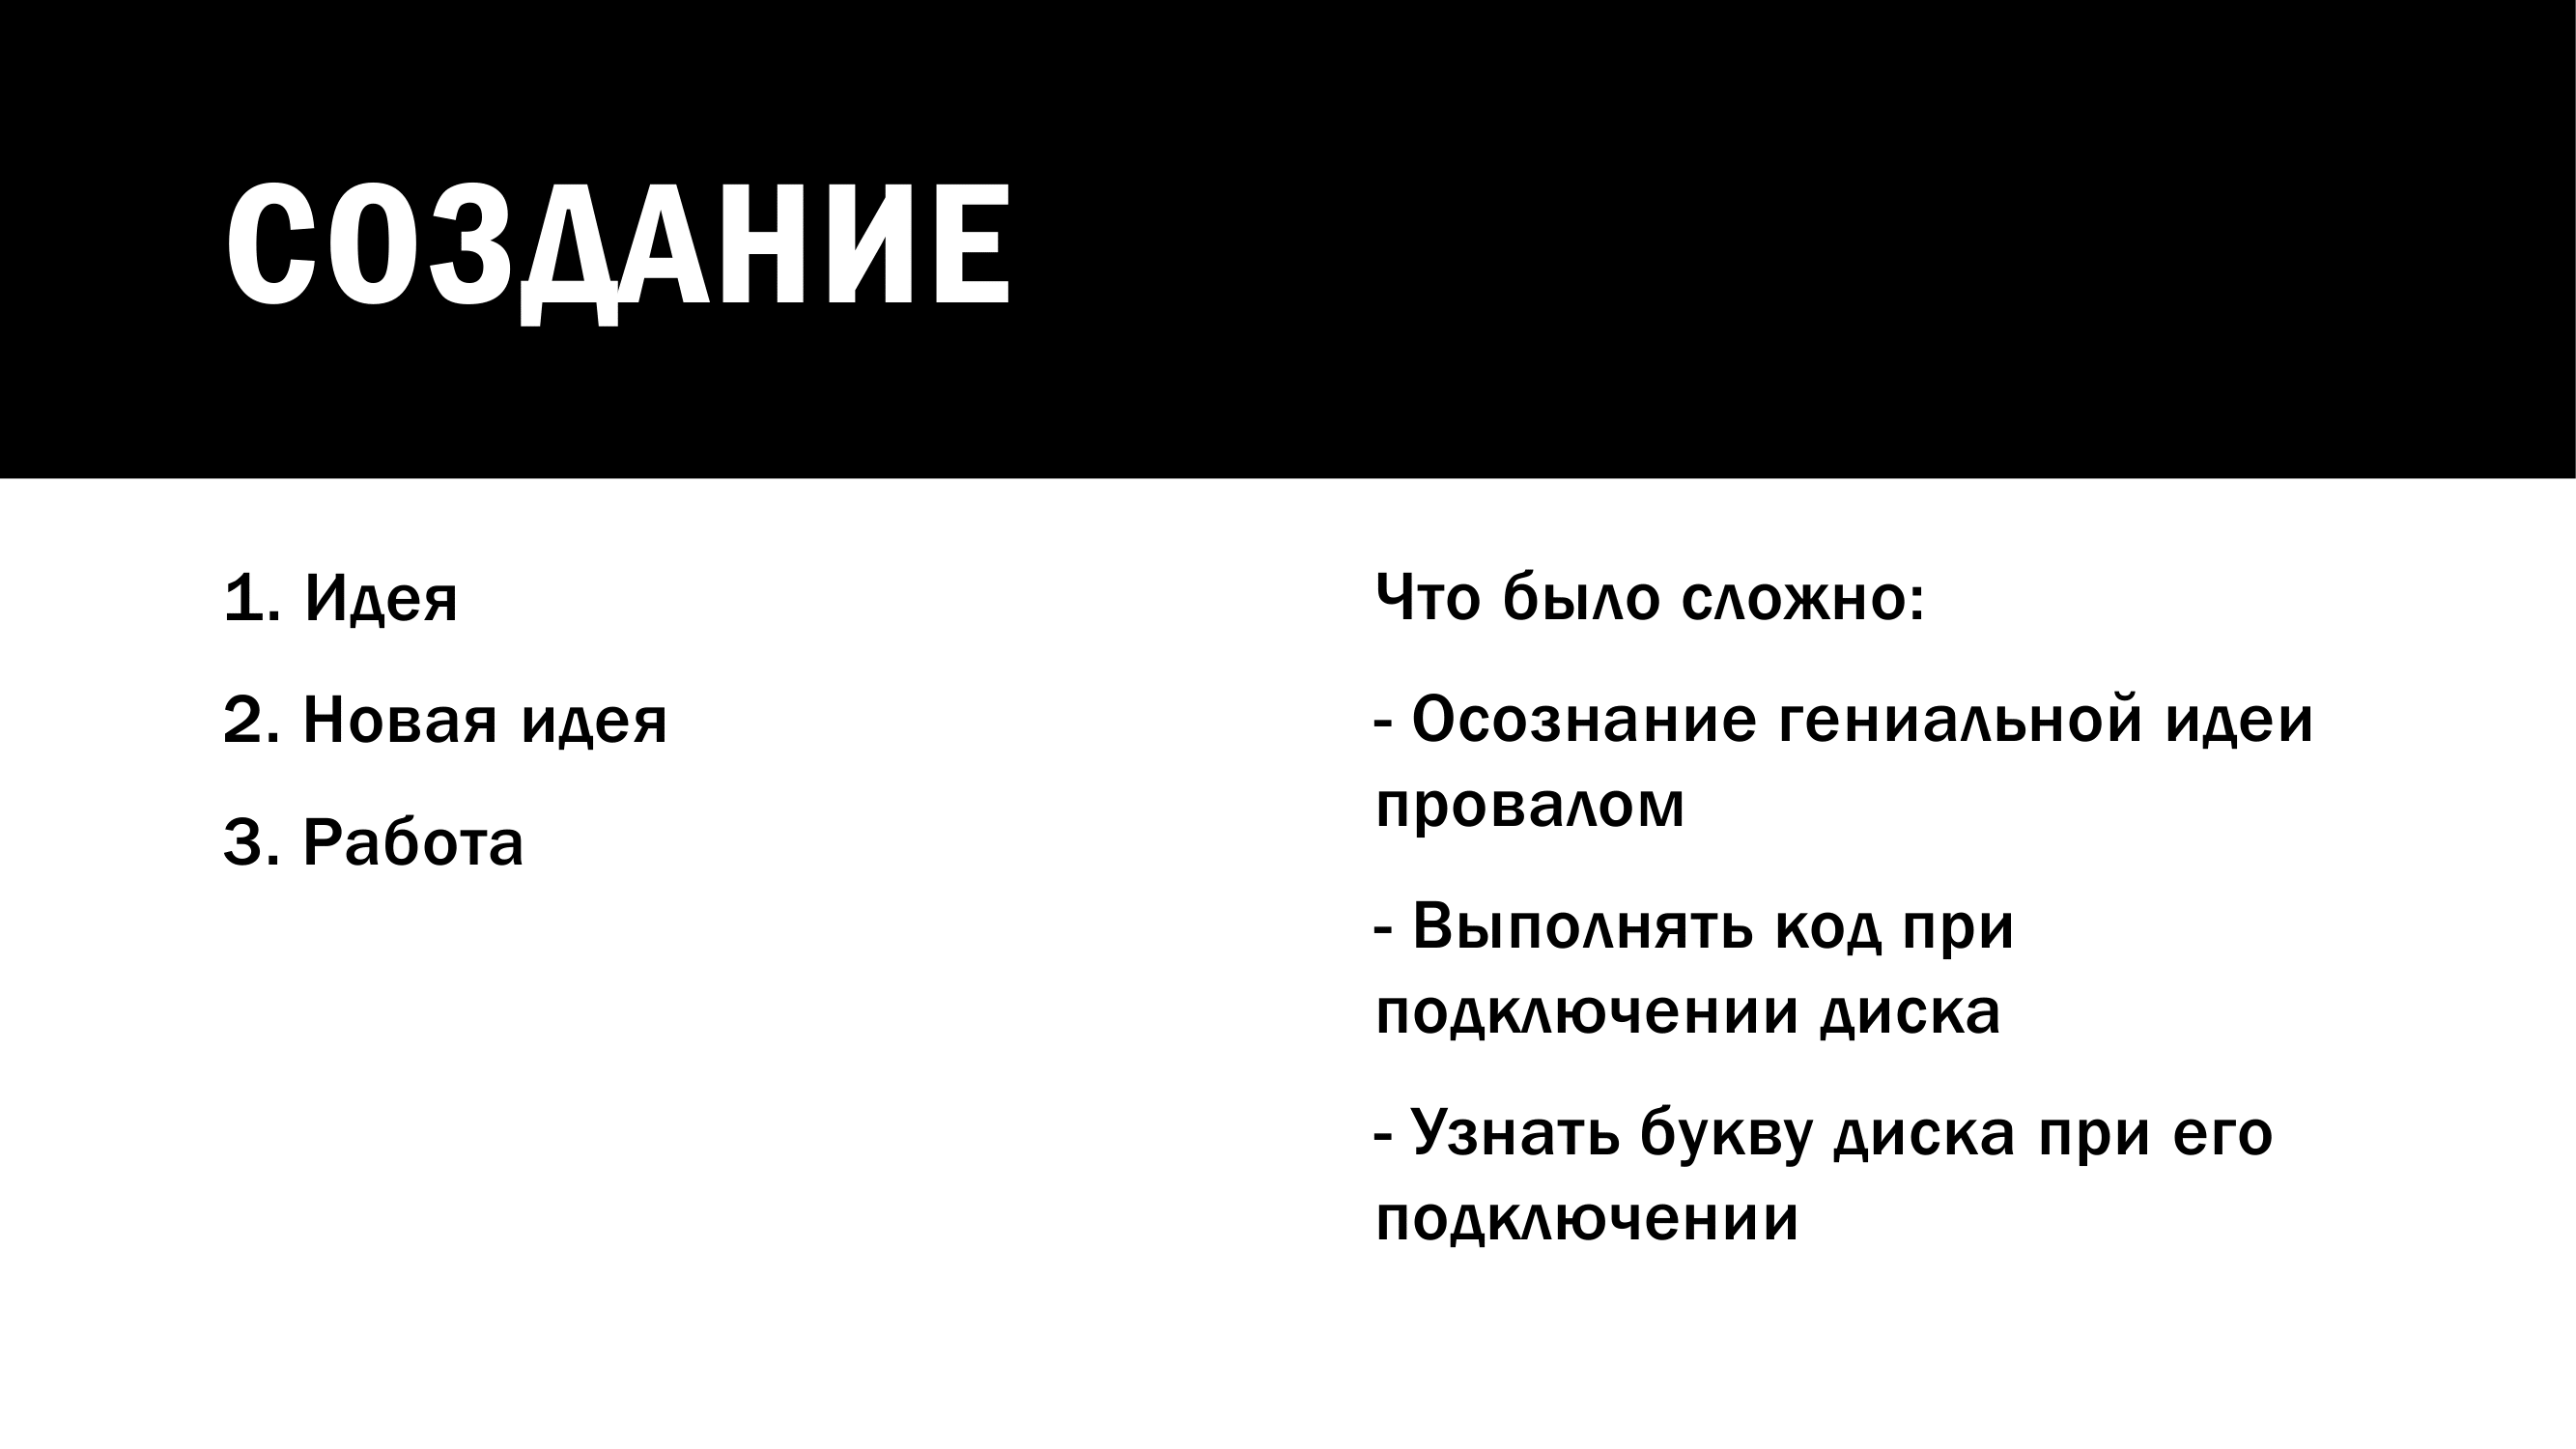 СОЗДАНИЕ
1. Идея
2. Новая идея
3. Работа
Что было сложно:
- Осознание гениальной идеи
провалом
- Выполнять код при
подключении диска
- Узнать букву диска при его
подключении